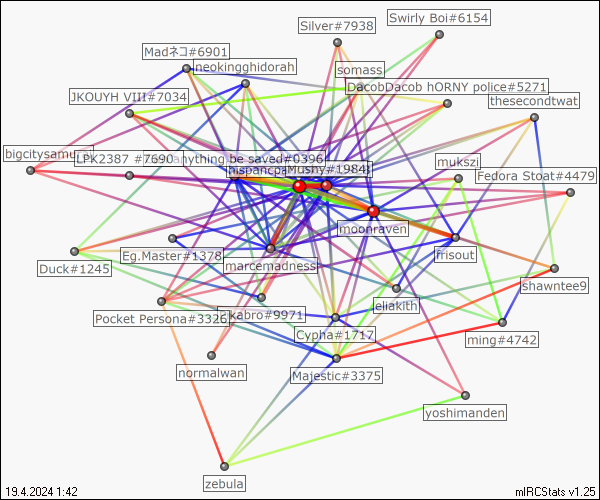 Swirly Boi#6154
Silver#7938
Madネコ#6901
neokingghidorah
somass
DacobDacob hORNY police#5271
JKOUYH VIII#7034
thesecondtwat
bigcitysamurai
LPK2387 #7690
anything.be saved#0396
mukszi
hispancpa
Mushy#1984
Fedora Stoat#4479
moonraven
Eg.Master#1378
frisout
Duck#1245
marcemadness
shawntee9
eliakith
Pocket Persona#3326
kabro#9971
Cypha#1717
ming#4742
normalwan
Majestic#3375
yoshimanden
zebula
19.4.2024 1:42
mIRCStats v1.25